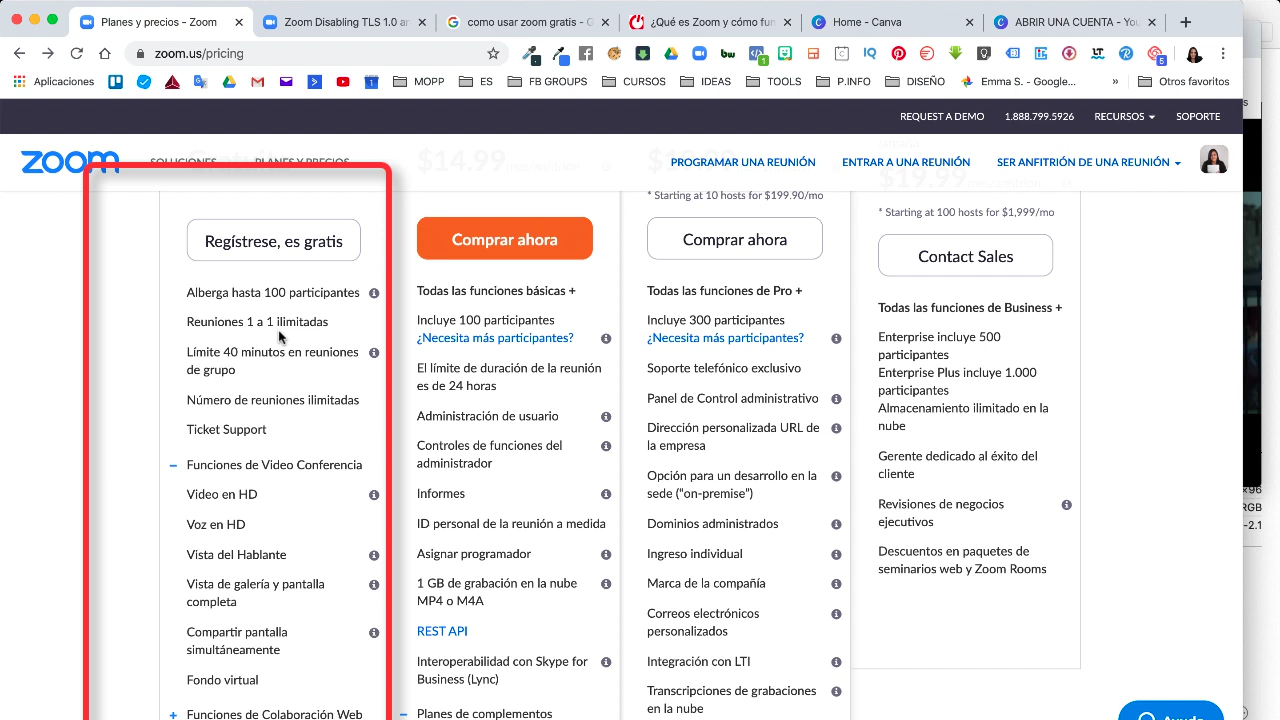 Planes y precios - Zoom
Zoom Disabling TLS 1.0 ar
como usar zoom gratis - G
¿Qué es Zoom y cómo fun
Home - Canva
ABRIR UNA CUENTA - You
zoom.us/pricing
Aplicaciones
MOPP
ES
FB GROUPS
CURSOS
IDEAS
TOOLS
P.INFO
DISEÑO
Emma S. - Google...
»
Otros favoritos
REQUEST A DEMO
1.888.799.5926
RECURSOS
SOPORTE
zoom
SOLUCIONES
PLANES Y PRECIOS
PROGRAMAR UNA REUNIÓN
ENTRAR A UNA REUNIÓN
SER ANFITRIÓN DE UNA REUNIÓN
$14.99
$19.99
Regístrese, es gratis
Alberga hasta 100 participantes
Reuniones 1 a 1 ilimitadas
Límite 40 minutos en reuniones
de grupo
Número de reuniones ilimitadas
Ticket Support
Funciones de Video Conferencia
Video en HD
Voz en HD
Vista del Hablante
Vista de galería y pantalla
completa
Compartir pantalla
simultáneamente
Fondo virtual
Funciones de Colaboración Web
Comprar ahora
Todas las funciones básicas +
Incluye 100 participantes
¿Necesita más participantes?
El límite de duración de la reunión
es de 24 horas
Administración de usuario
Controles de funciones del
administrador
Informes
ID personal de la reunión a medida
Asignar programador
1 GB de grabación en la nube
MP4 o M4A
REST API
Interoperabilidad con Skype for
Business (Lync)
Planes de complementos
* Starting at 10 hosts for $199.90/mo
Comprar ahora
Todas las funciones de Pro +
Incluye 300 participantes
¿Necesita más participantes?
Soporte telefónico exclusivo
Panel de Control administrativo
Dirección personalizada URL de
la empresa
Opción para un desarrollo en la
sede (“on-premise”)
Dominios administrados
Ingreso individual
Marca de la compañía
Correos electrónicos
personalizados
Integración con LTI
Transcripciones de grabaciones
en la nube
* Starting at 100 hosts for $1,999/mo
Contact Sales
Todas las funciones de Business +
Enterprise incluye 500
participantes
Enterprise Plus incluye 1.000
participantes
Almacenamiento ilimitado en la
nube
Gerente dedicado al éxito del
cliente
Revisiones de negocios
ejecutivos
Descuentos en paquetes de
seminarios web y Zoom Rooms
Ayuda